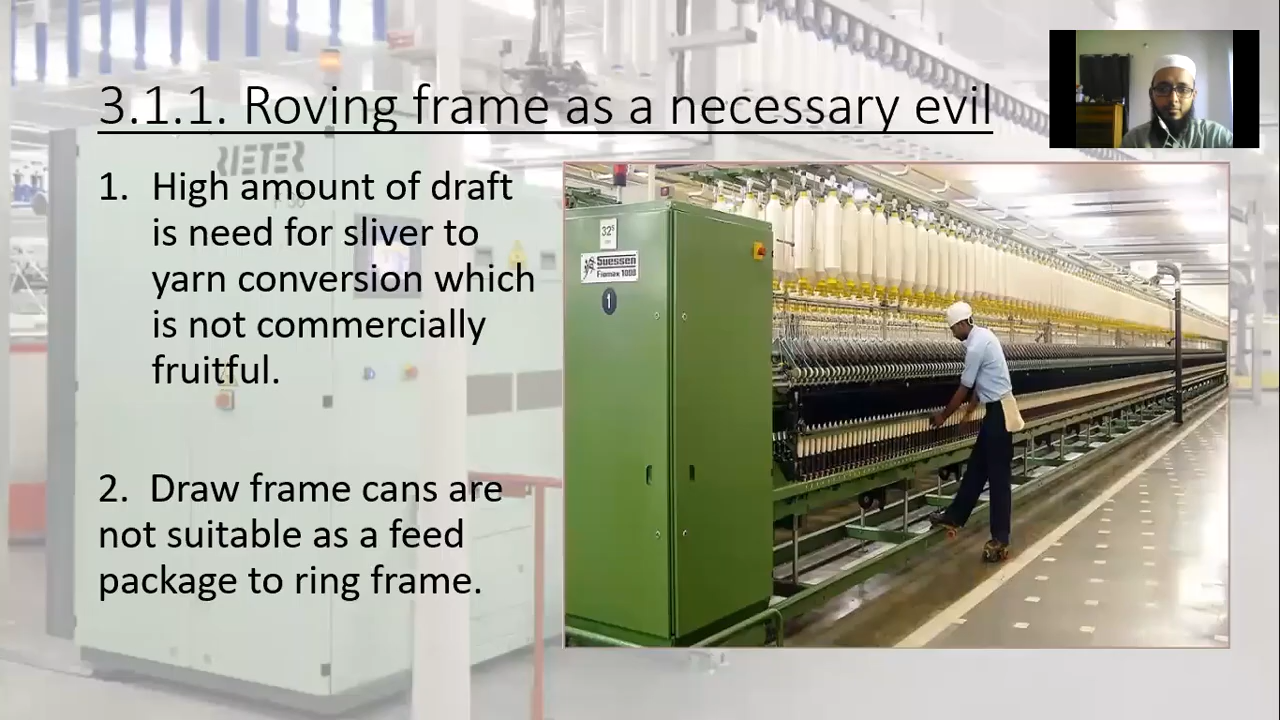 3.1.1. Roving frame as a necessary evil
RIETER
1. High amount of draft
is need for sliver to
yarn conversion which
is not commercially
fruitful.
2. Draw frame cans are
not suitable as a feed
package to ring frame.
32ˢ
Suessen
Fiomax 1000
1